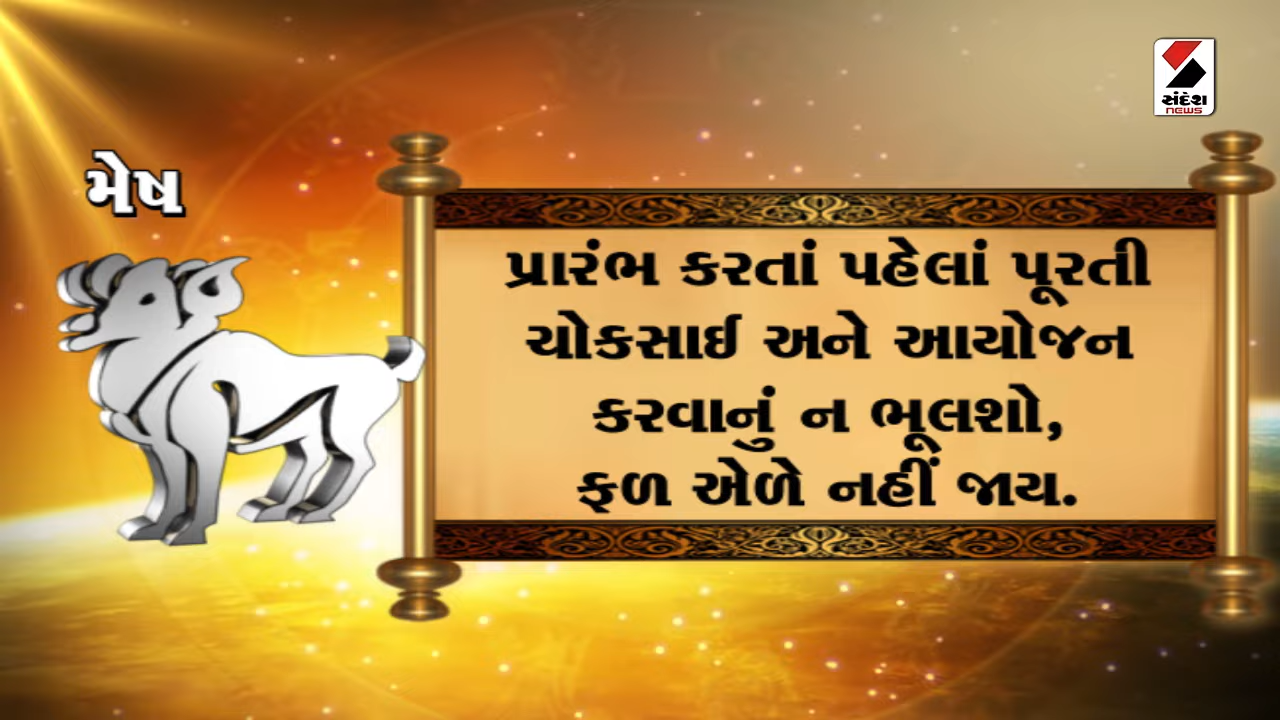 સંદેશ
NEWS
મેષ
પ્રારંભ કરતાં પહેલાં પૂરતી
ચોકસાઈ અને આયોજન
કરવાનું ન ભૂલશો,
ફળ એળે નહીં જાય.